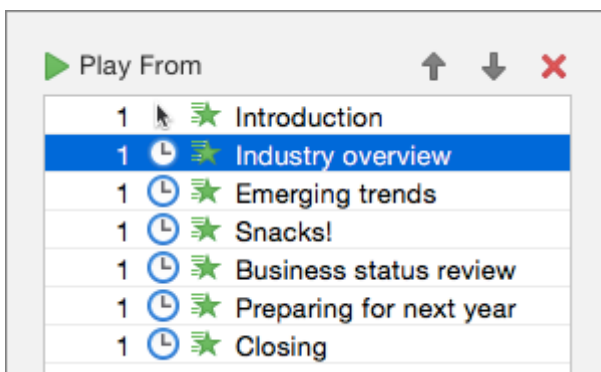 Play From
1 Introduction
1 Industry overview
1 Emerging trends
1 Snacks!
1 Business status review
1 Preparing for next year
1 Closing